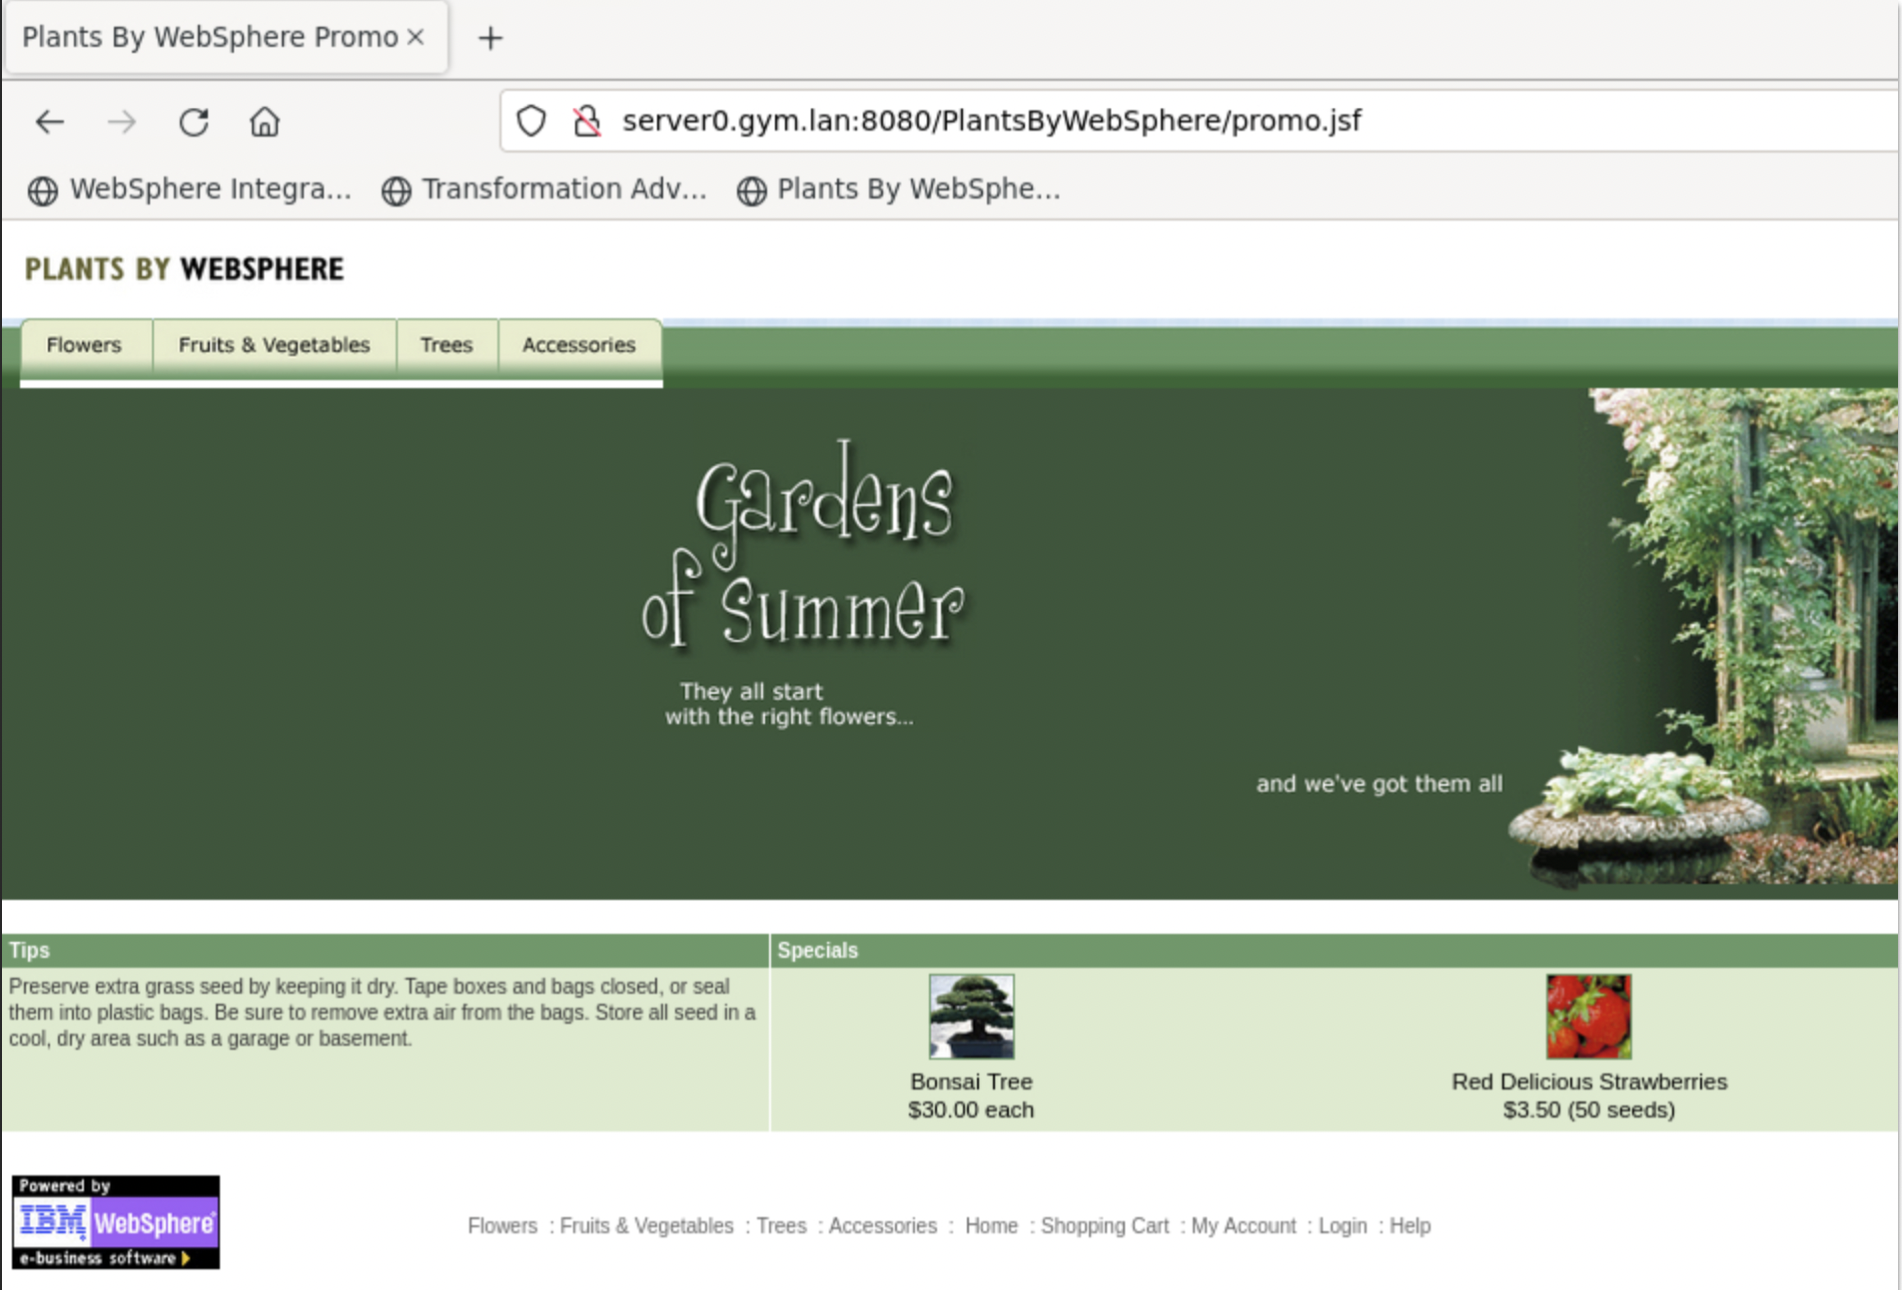 Plants By WebSphere Promo
server0.gym.lan:8080/PlantsByWebSphere/promo.jsf
WebSphere Integra...
Transformation Adv...
Plants By WebSphe...
PLANTS BY WEBSPHERE
Flowers
Fruits & Vegetables
Trees
Accessories
Gardens
of Summer
They all start
with the right flowers...
and we've got them all
Tips
Preserve extra grass seed by keeping it dry. Tape boxes and bags closed, or seal
them into plastic bags. Be sure to remove extra air from the bags. Store all seed in a
cool, dry area such as a garage or basement.
Specials
Bonsai Tree
$30.00 each
Red Delicious Strawberries
$3.50 (50 seeds)
Powered by
IBM WebSphere
e-business software
Flowers : Fruits & Vegetables : Trees : Accessories : Home : Shopping Cart : My Account : Login : Help